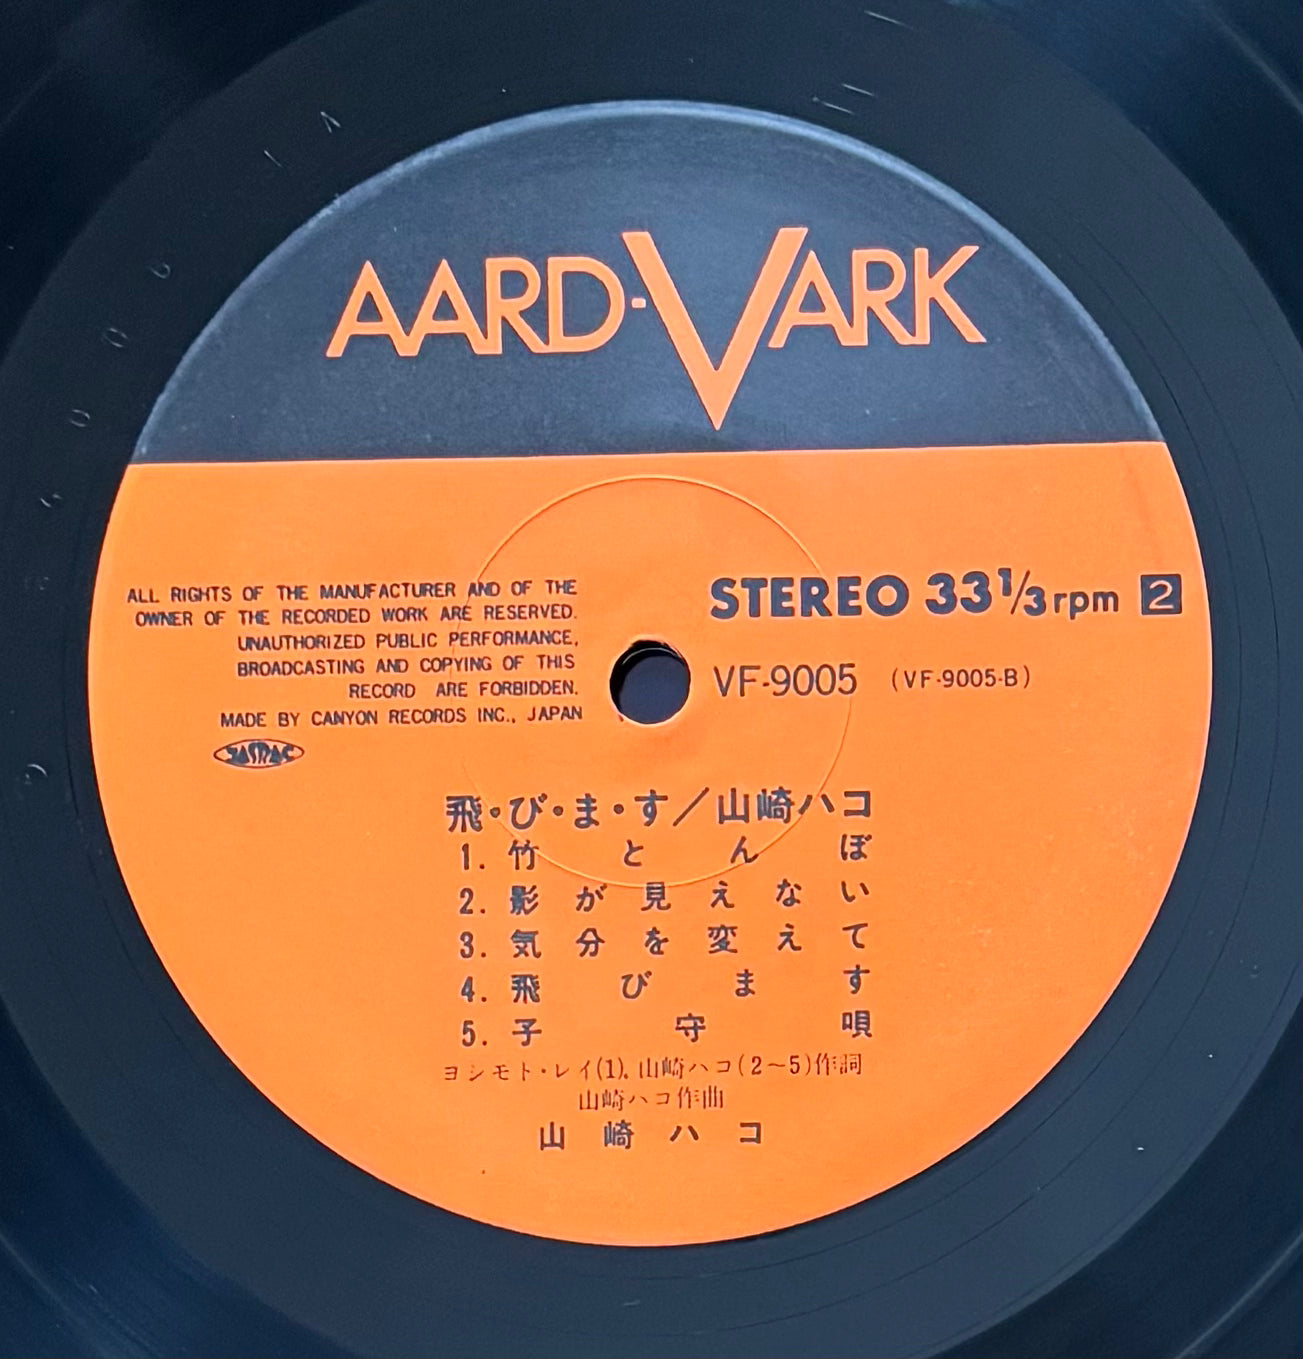 AARD-VARK
ALL RIGHTS OF THE MANUFACTURER AND OF THE
OWNER OF THE RECORDED WORK ARE RESERVED.
UNAUTHORIZED PUBLIC PERFORMANCE,
BROADCASTING AND COPYING OF THIS
RECORD ARE FORBIDDEN.
MADE BY CANYON RECORDS INC., JAPAN
JASRAC
STEREO 33 1/3 rpm 2
VF-9005 (VF-9005-B)
飛・び・ま・す/山崎ハコ
1. 竹とんぼ
2. 影が見えない
3. 気分を変えて
4. 飛びます
5. 子守唄
ヨシモト・レイ(1)、山崎ハコ(2〜5)作詞
山崎ハコ作曲
山崎ハコ